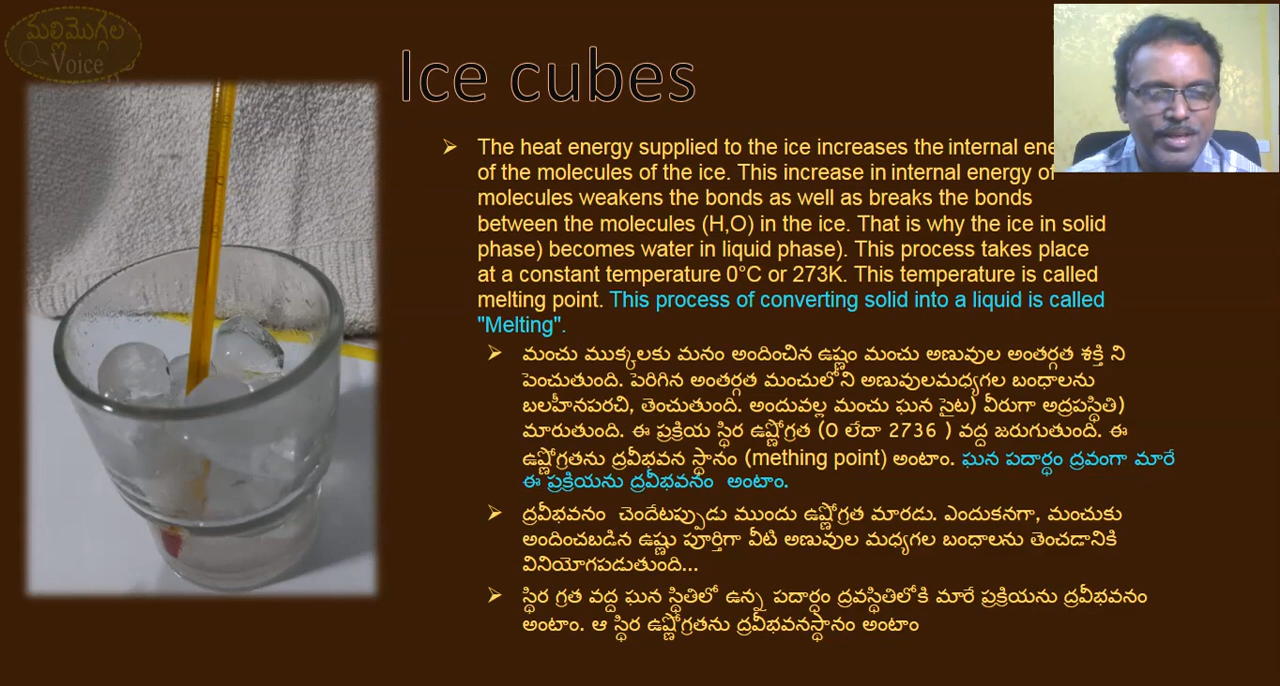 మల్లిమొగ్గల
Voice
Ice cubes
The heat energy supplied to the ice increases the internal ene
of the molecules of the ice. This increase in internal energy of
molecules weakens the bonds as well as breaks the bonds
between the molecules (H,O) in the ice. That is why the ice in solid
phase) becomes water in liquid phase). This process takes place
at a constant temperature 0°C or 273K. This temperature is called
melting point. This process of converting solid into a liquid is called
"Melting".
మంచు ముక్కలకు మనం అందించిన ఉష్ణం మంచు అణువుల అంతర్గత శక్తి ని
పెంచుతుంది. పెరిగిన అంతర్గత మంచులోని అణువులమధ్యగల బంధాలను
బలహీనపరచి, తెంచుతుంది. అందువల్ల మంచు ఘన సైట) వీరుగా అద్రపస్థితి)
మారుతుంది. ఈ ప్రక్రియ స్థిర ఉష్ణోగ్రత (0 లేదా 2736 ) వద్ద జరుగుతుంది. ఈ
ఉష్ణోగ్రతను ద్రవీభవన స్థానం (mething point) అంటాం. ఘన పదార్థం ద్రవంగా మారే
ఈ ప్రక్రియను ద్రవీభవనం అంటాం.
ద్రవీభవనం చెందేటప్పుడు ముందు ఉష్ణోగ్రత మారడు. ఎందుకనగా, మంచుకు
అందించబడిన ఉష్ణు పూర్తిగా వీటి అణువుల మధ్యగల బంధాలను తెంచడానికి
వినియోగపడుతుంది...
స్థిర గ్రత వద్ద ఘన స్థితిలో ఉన్న పదార్థం ద్రవస్థితిలోకి మారే ప్రక్రియను ద్రవీభవనం
అంటాం. ఆ స్థిర ఉష్ణోగ్రతను ద్రవీభవనస్థానం అంటాం